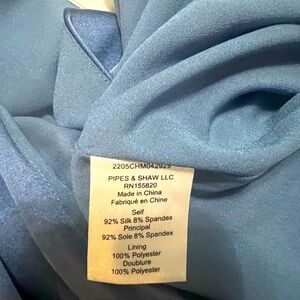 2205CHM042925
PIPES & SHAW LLC
RN155820
Made in China
Fabriqué en Chine
Self
92% Silk 8% Spandex
Principal
92% Soie 8% Spandex
Lining
100% Polyester
Doublure
100% Polyester